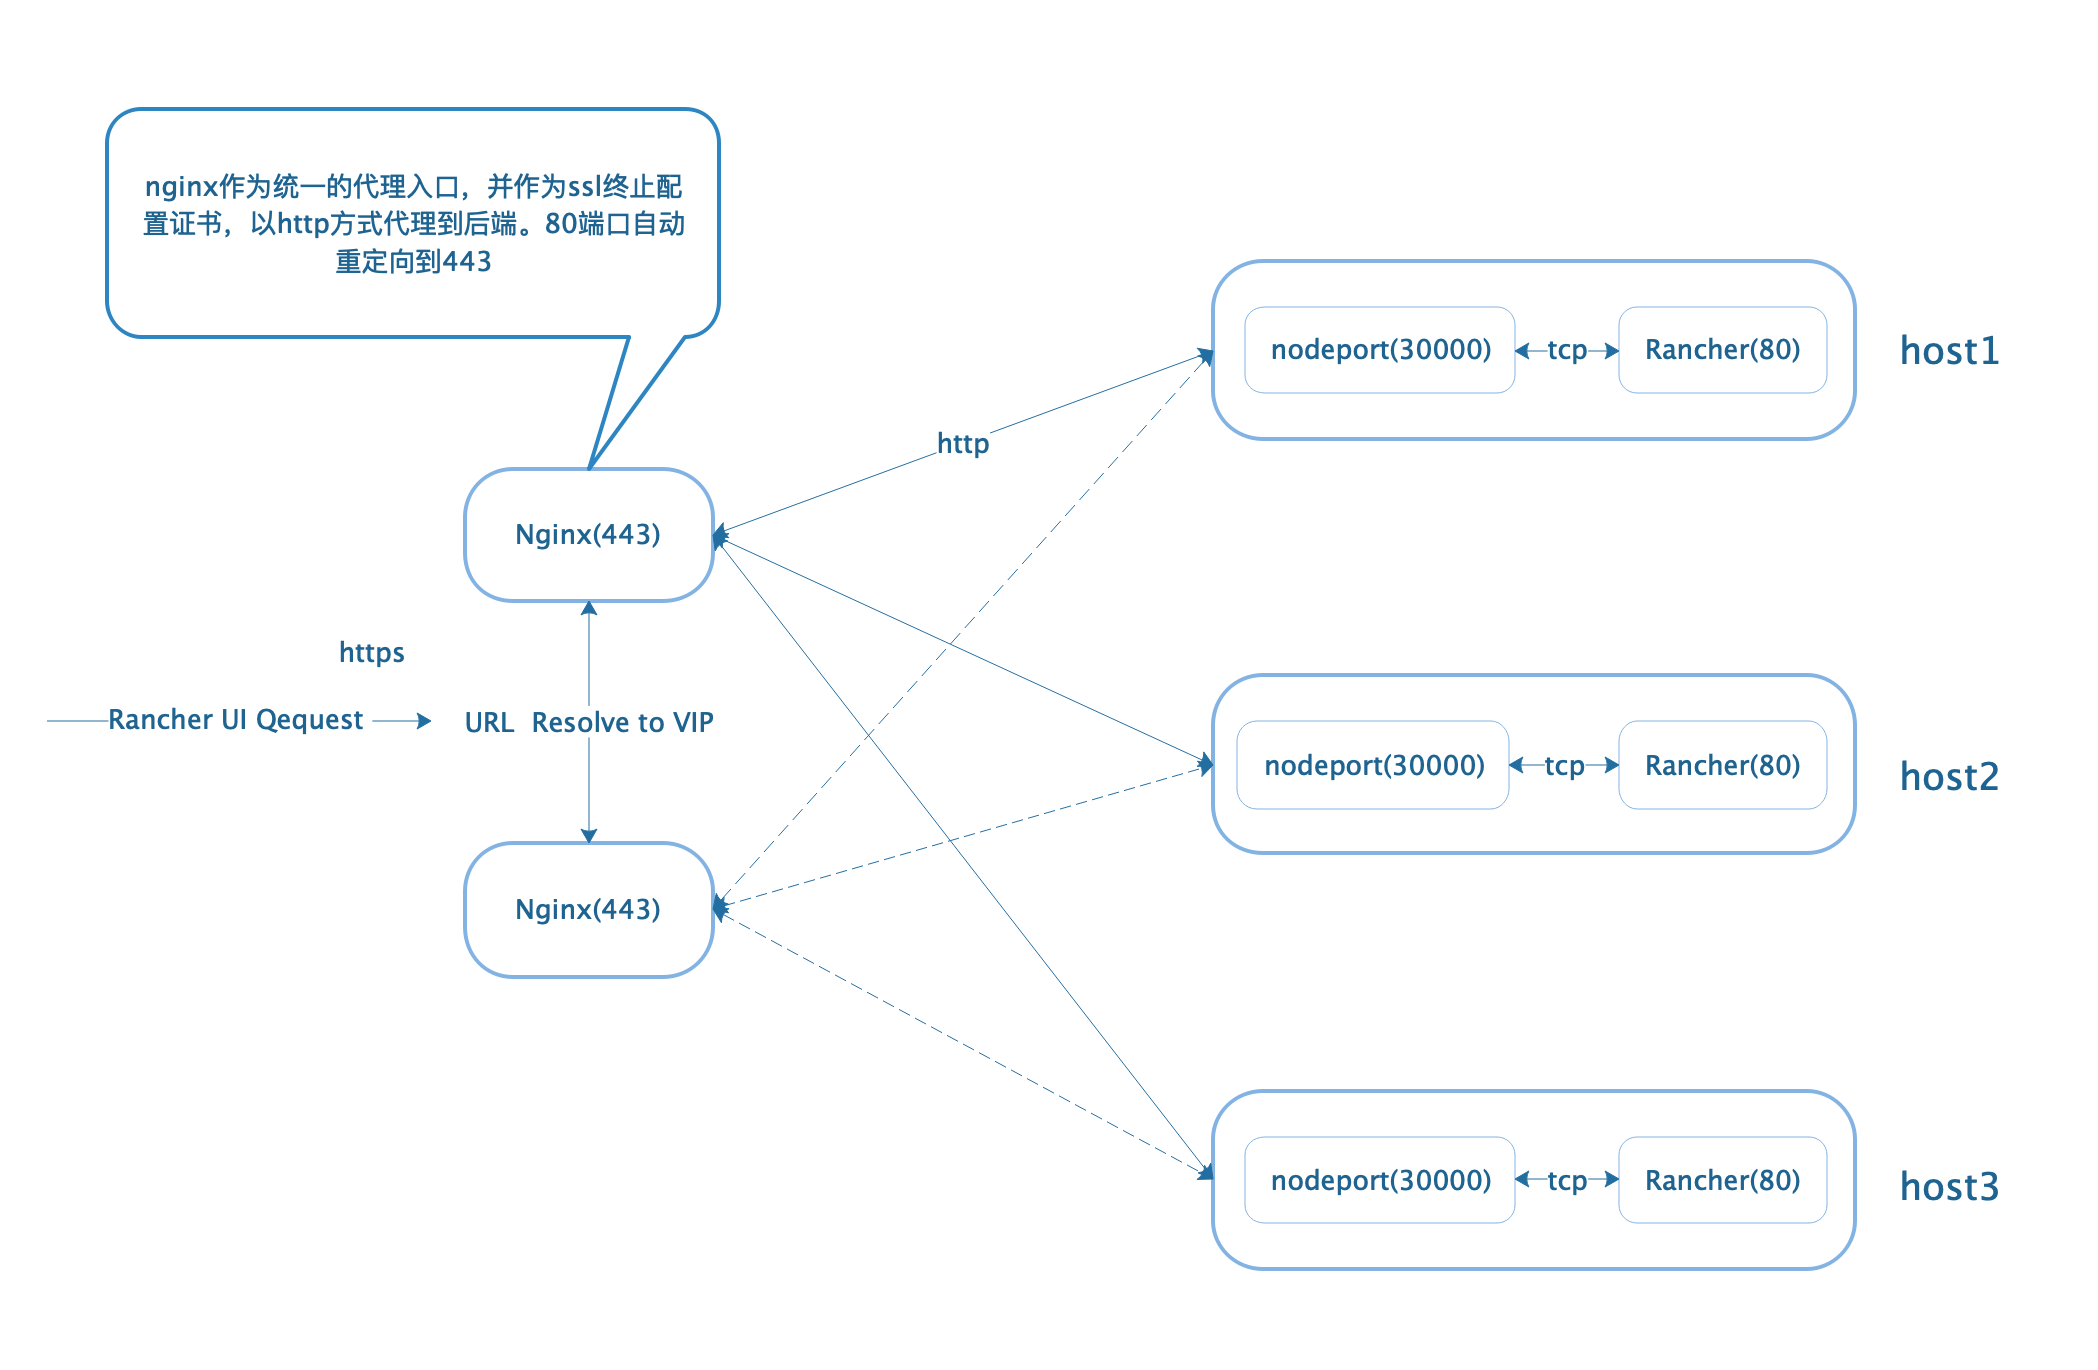 nginx作为统一的代理入口，并作为ssl终止配
置证书，以http方式代理到后端。80端口自动
重定向到443
nodeport(30000)
tcp
Rancher(80)
host1
http
Nginx(443)
https
Rancher UI Qequest
URL  Resolve to VIP
nodeport(30000)
tcp
Rancher(80)
host2
Nginx(443)
nodeport(30000)
tcp
Rancher(80)
host3